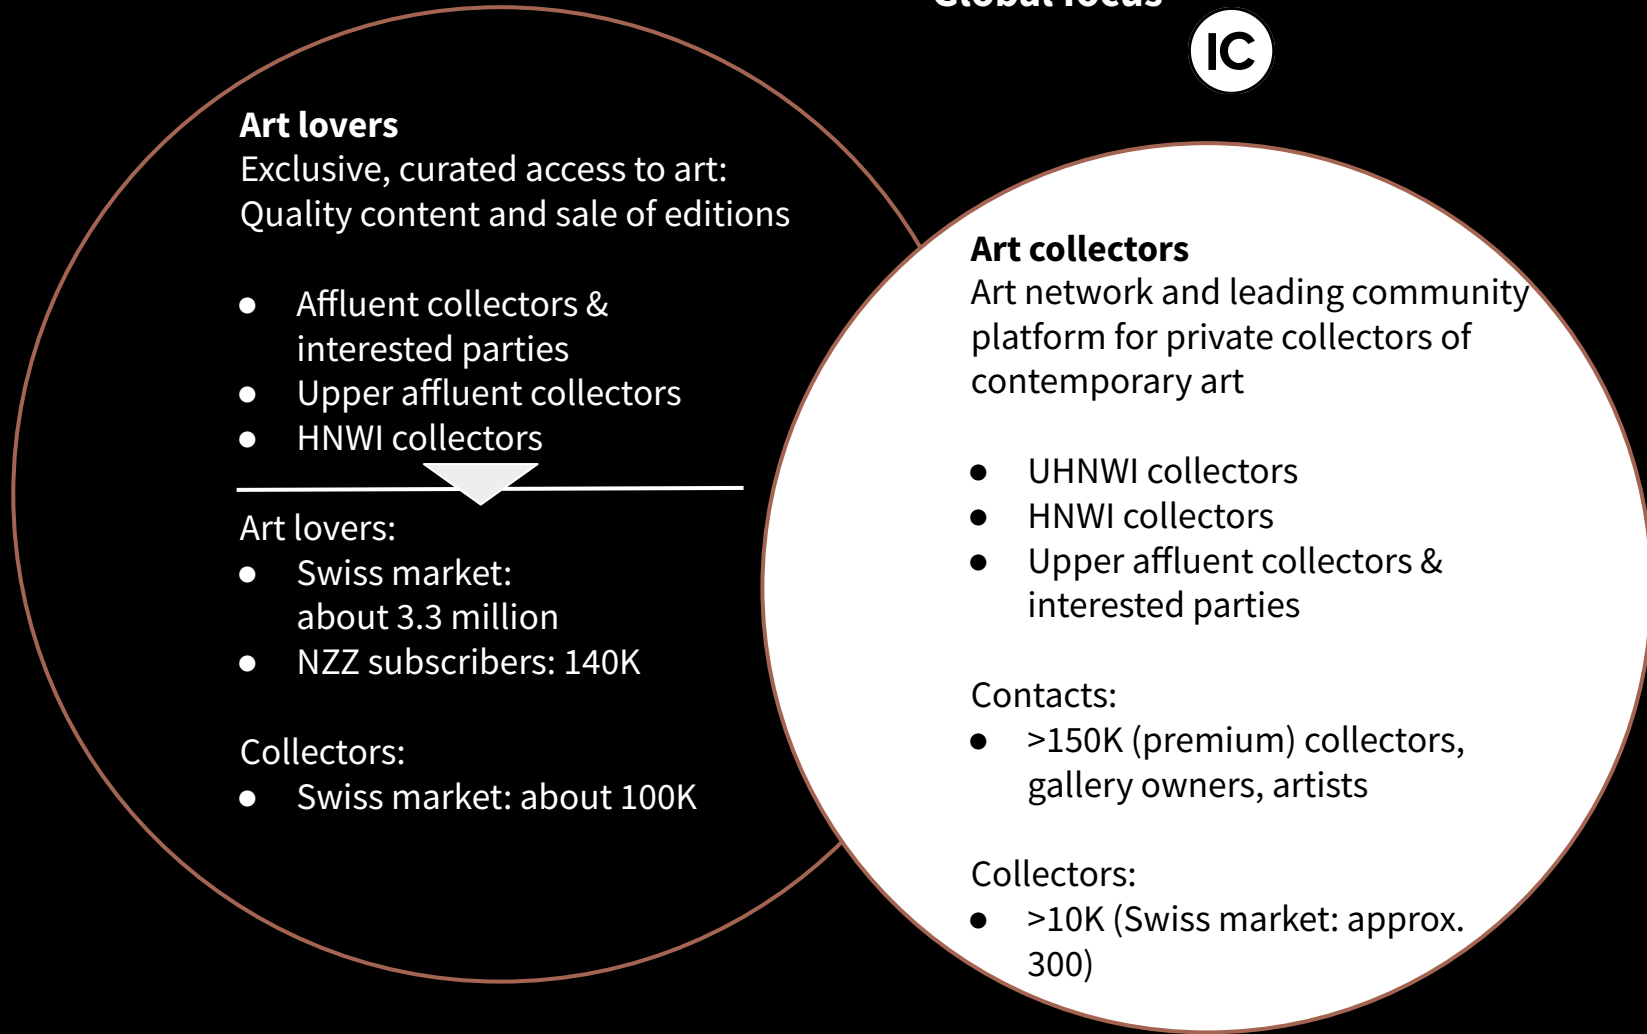 Global focus
IC
Art lovers
Exclusive, curated access to art:
Quality content and sale of editions
● Affluent collectors &
interested parties
● Upper affluent collectors
● HNWI collectors
Art lovers:
● Swiss market:
about 3.3 million
● NZZ subscribers: 140K
Collectors:
● Swiss market: about 100K
Art collectors
Art network and leading community
platform for private collectors of
contemporary art
● UHNWI collectors
● HNWI collectors
● Upper affluent collectors &
interested parties
Contacts:
● >150K (premium) collectors,
gallery owners, artists
Collectors:
● >10K (Swiss market: approx.
300)